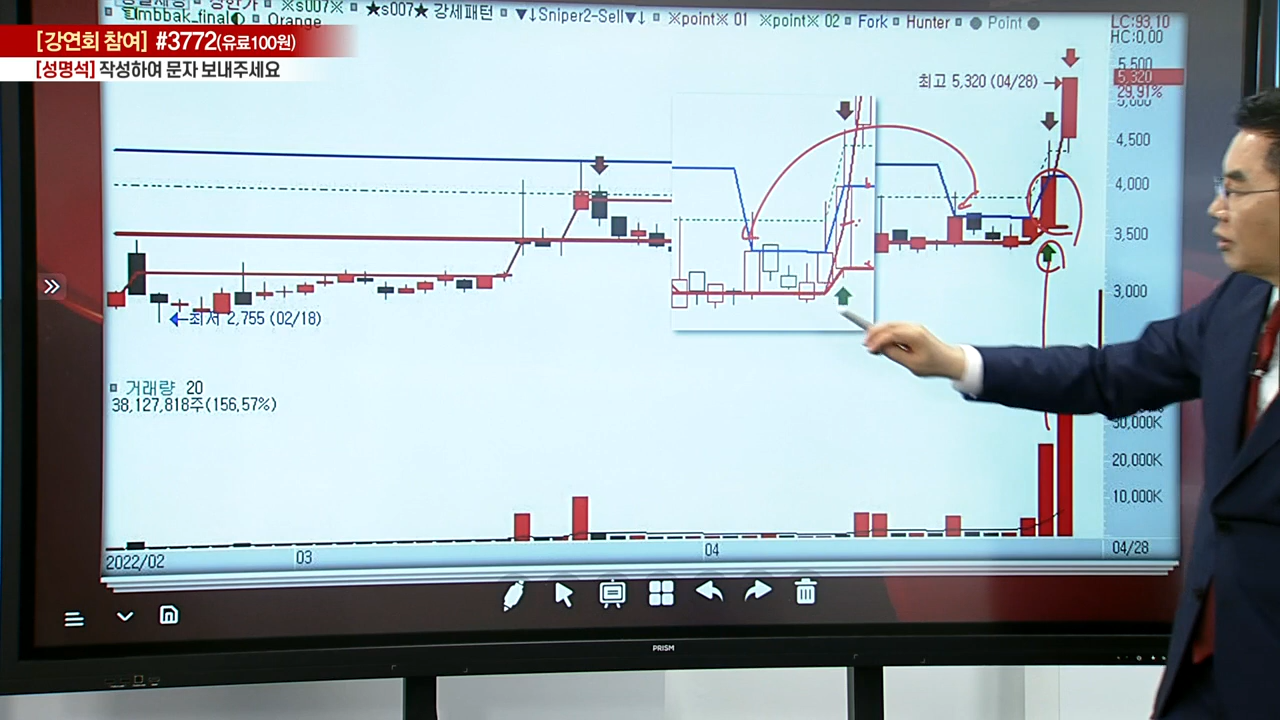 [강연회 참여] #3772(유료100원)
[성명석] 작성하여 문자 보내주세요
※s007※ ★s007★ 강세패턴 ▼↓Sniper2-Sell▼↓ ※point※ 01 ※point※ 02 Fork Hunter ● Point ●
mbbak_final Orange
LC:93.10
HC:0.00
5,500
5,320
29.91%
5,000
4,500
4,000
3,500
3,000
최고 5,320 (04/28)
최저 2,755 (02/18)
거래량 20
38,127,818주(156.57%)
30,000K
20,000K
10,000K
2022/02 03 04 04/28
PRISM